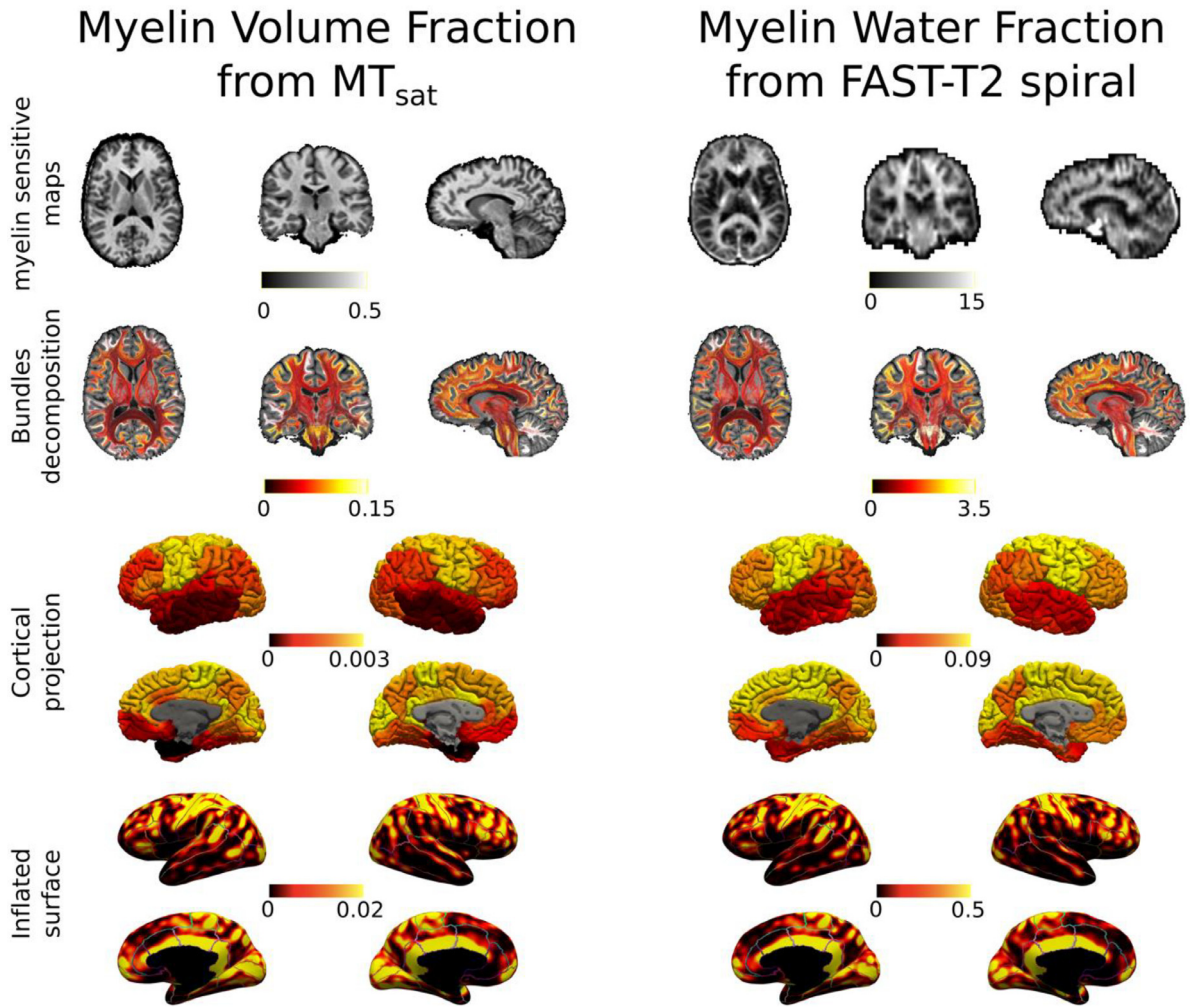 Myelin Volume Fraction
from MTsat
Myelin Water Fraction
from FAST-T2 spiral
myelin sensitive
maps
0 0.5
0 15
Bundles
decomposition
0 0.15
0 3.5
Cortical
projection
0 0.003
0 0.09
Inflated
surface
0 0.02
0 0.5